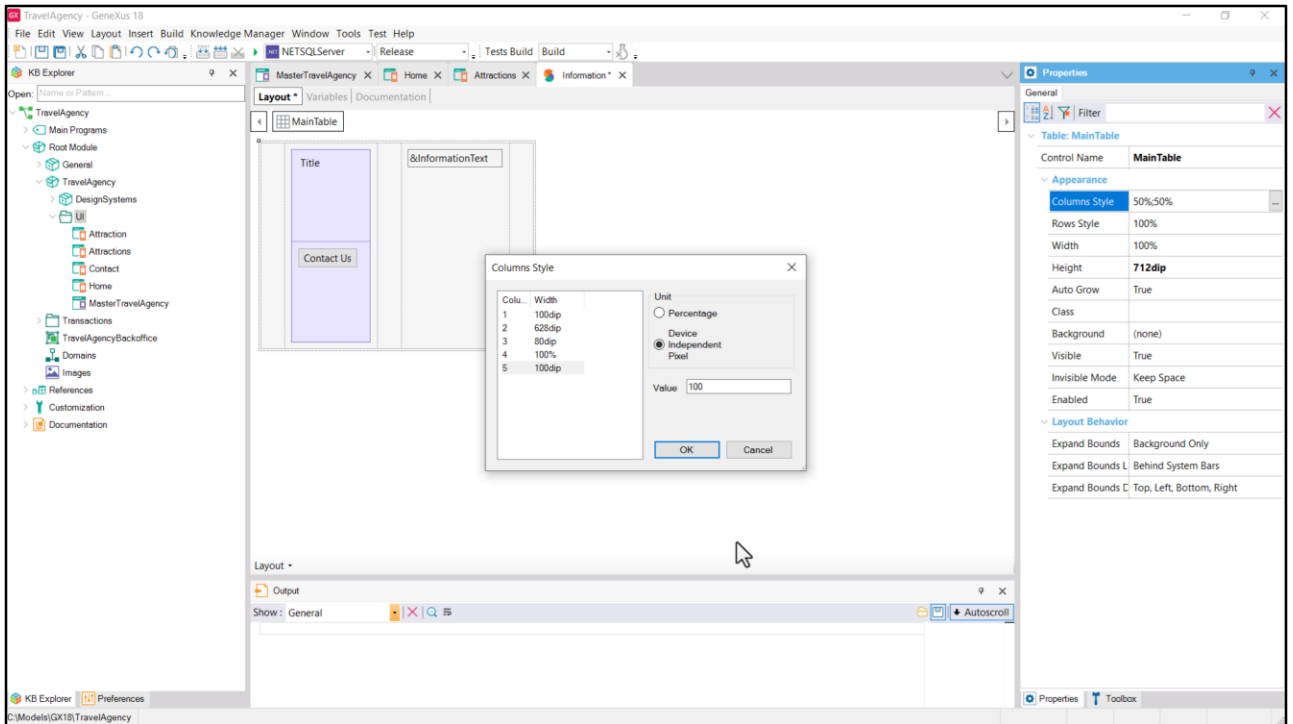 GX TravelAgency - GeneXus 18
File Edit View Layout Insert Build Knowledge Manager Window Tools Test Help
.NET NETSQLServer Release Tests Build Build
KB Explorer
Open: Name or Pattern ...
TravelAgency
Main Programs
Root Module
General
TravelAgency
DesignSystems
UI
Attraction
Attractions
Contact
Home
MasterTravelAgency
Transactions
TravelAgencyBackoffice
Domains
Images
References
Customization
Documentation
KB Explorer Preferences
C:\Models\GX18\TravelAgency
MasterTravelAgency X Home X Attractions X Information * X
Layout * Variables Documentation
MainTable
Title
&InformationText
Contact Us
Columns Style
Colu... Width
1 100dip
2 628dip
3 80dip
4 100%
5 100dip
Unit
Percentage
Device
Independent
Pixel
Value 100
OK Cancel
Layout
Output
Show: General
Autoscroll
Properties
General
Filter
Table: MainTable
Control Name MainTable
Appearance
Columns Style 50%;50% ...
Rows Style 100%
Width 100%
Height 712dip
Auto Grow True
Class
Background (none)
Visible True
Invisible Mode Keep Space
Enabled True
Layout Behavior
Expand Bounds Background Only
Expand Bounds L Behind System Bars
Expand Bounds D Top, Left, Bottom, Right
Properties Toolbox